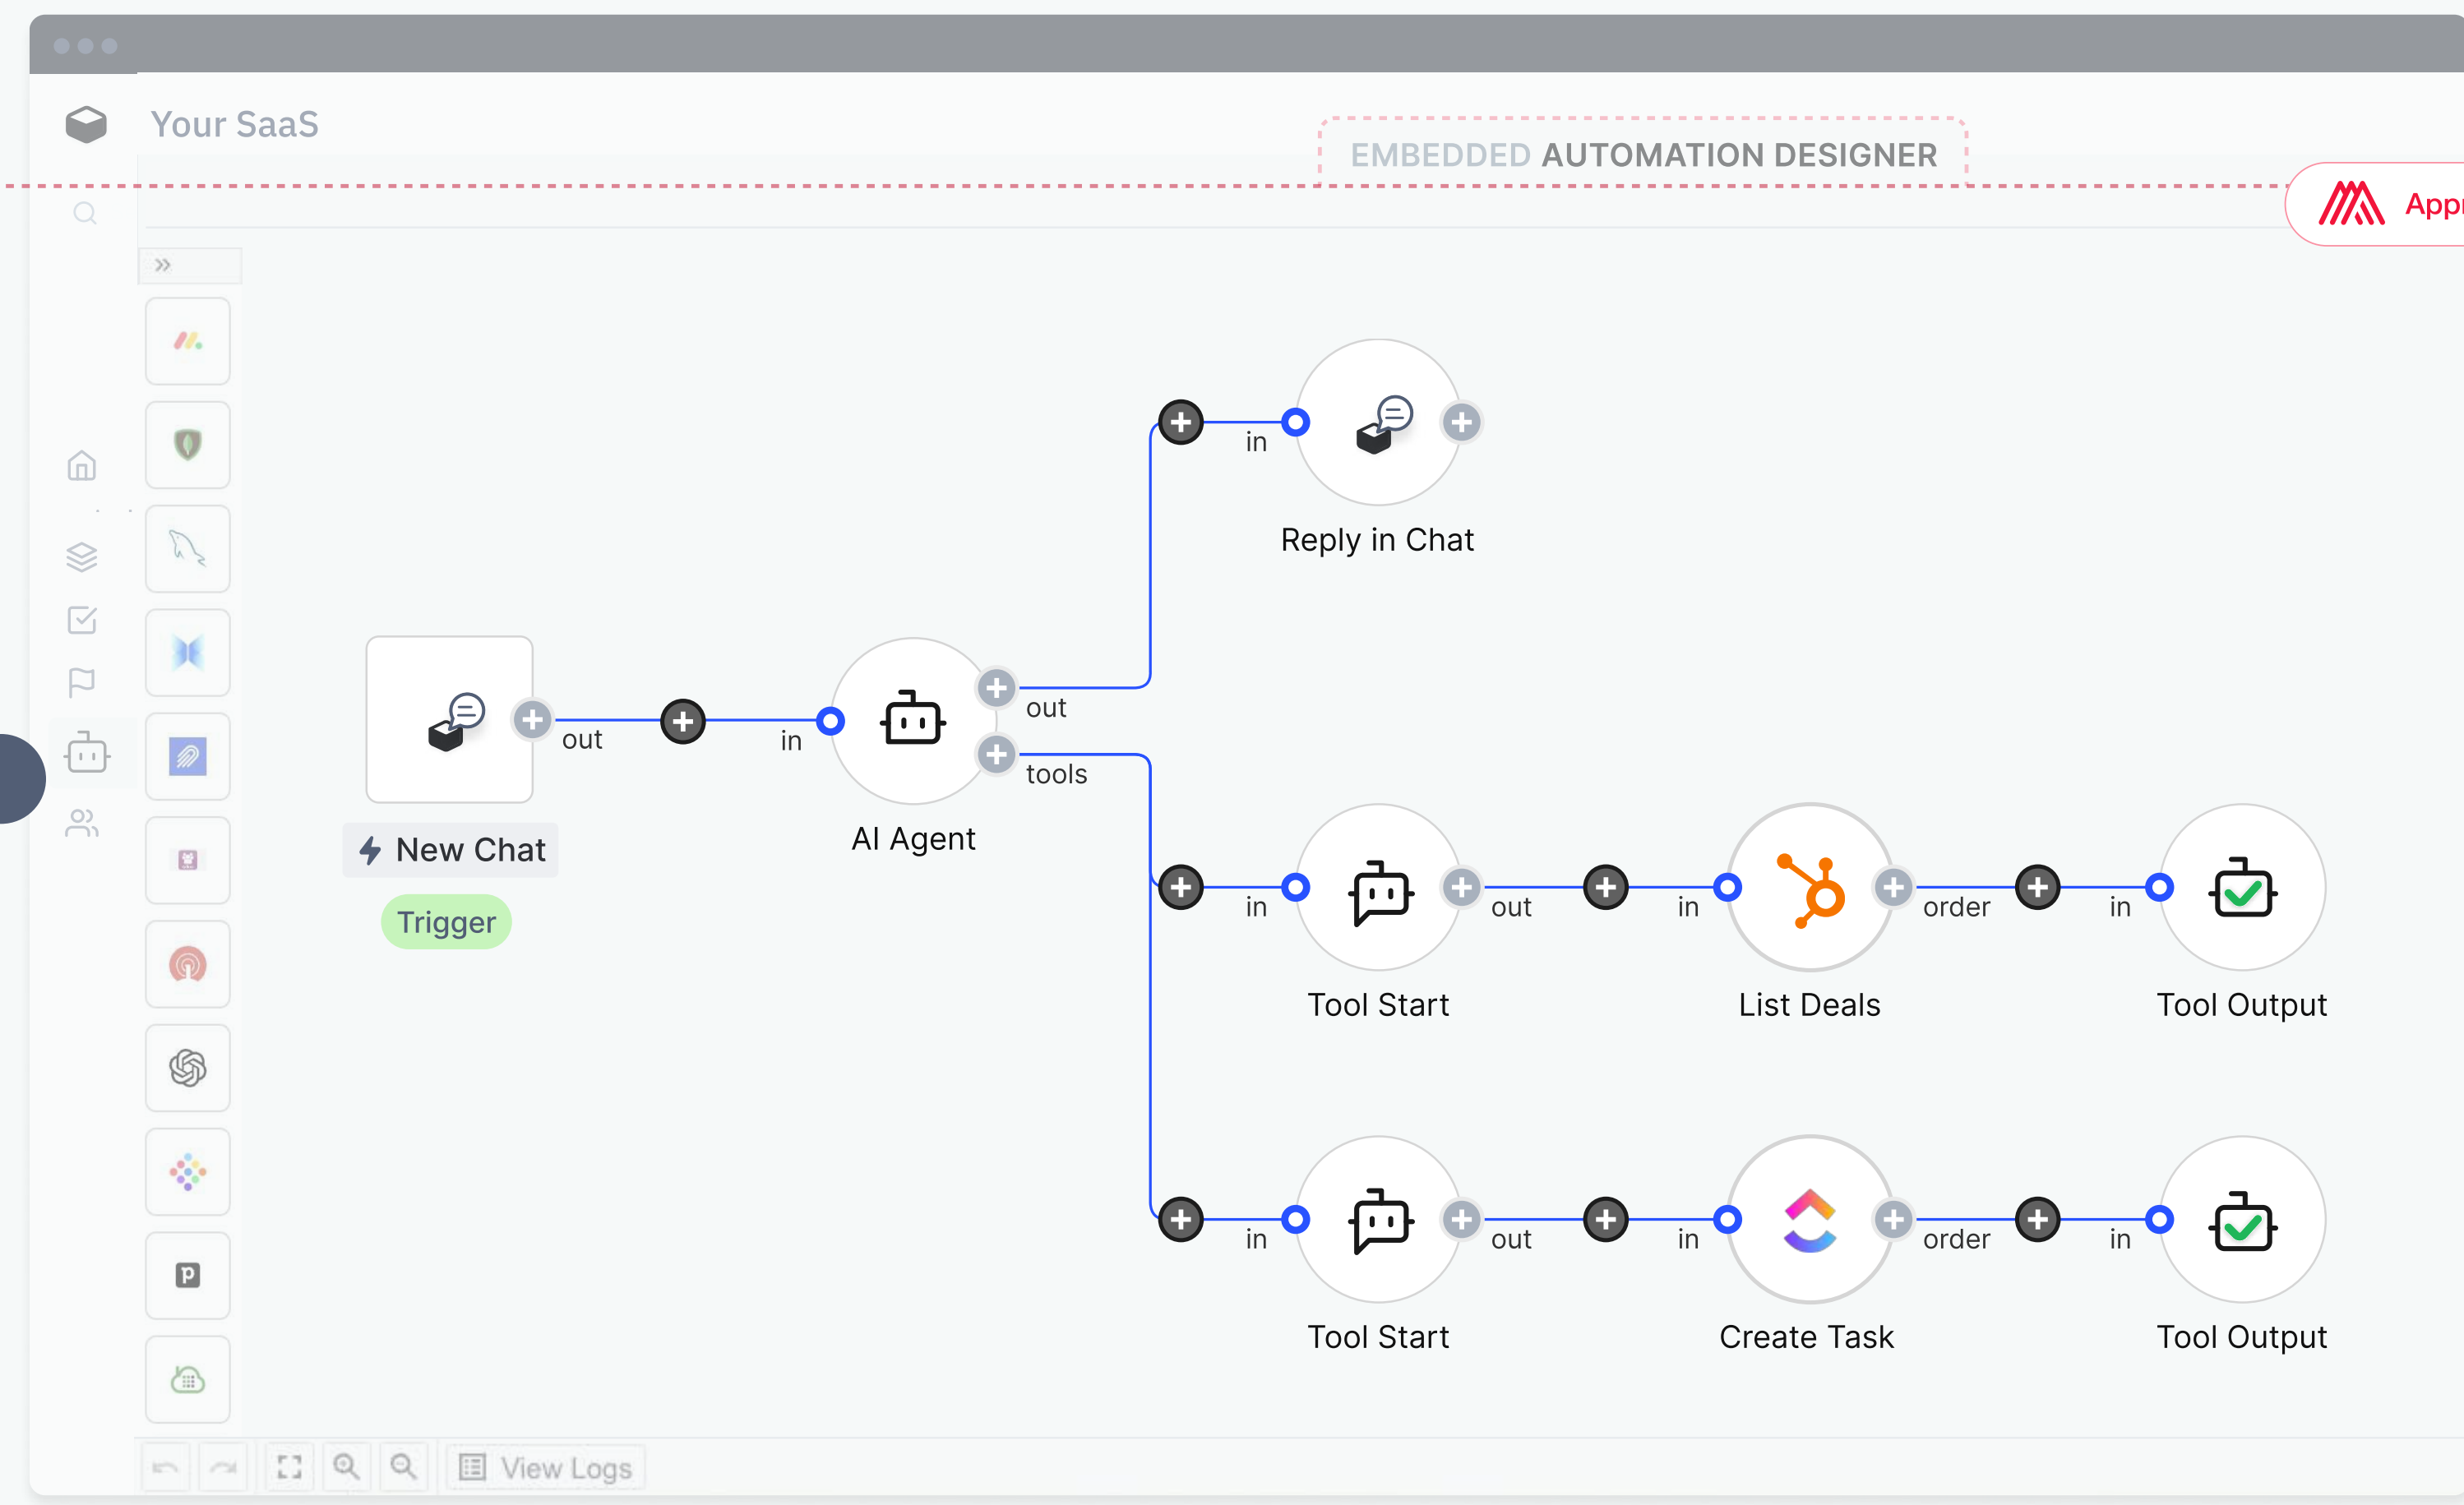 Your SaaS
EMBEDDED AUTOMATION DESIGNER
in
Reply in Chat
out
out
in
tools
New Chat
Trigger
AI Agent
in
out
in
order
in
Tool Start
List Deals
Tool Output
in
out
in
order
in
Tool Start
Create Task
Tool Output
View Logs